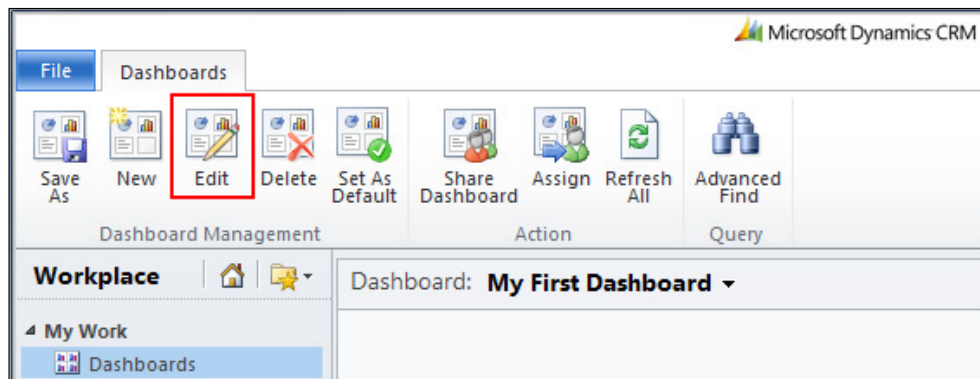 Microsoft Dynamics CRM
File Dashboards
Save As New Edit Delete Set As Default Share Dashboard Assign Refresh All Advanced Find
Dashboard Management Action Query
Workplace Dashboard: My First Dashboard
My Work
Dashboards